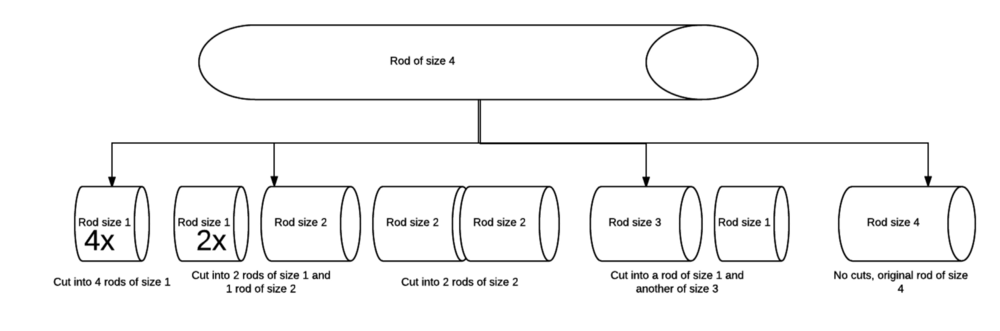 Rod of size 4
Rod size 1
4x
Rod size 1
2x
Rod size 2
Rod size 2
Rod size 2
Rod size 3
Rod size 1
Rod size 4
Cut into 4 rods of size 1
Cut into 2 rods of size 1 and
1 rod of size 2
Cut into 2 rods of size 2
Cut into a rod of size 1 and
another of size 3
No cuts, original rod of size
4